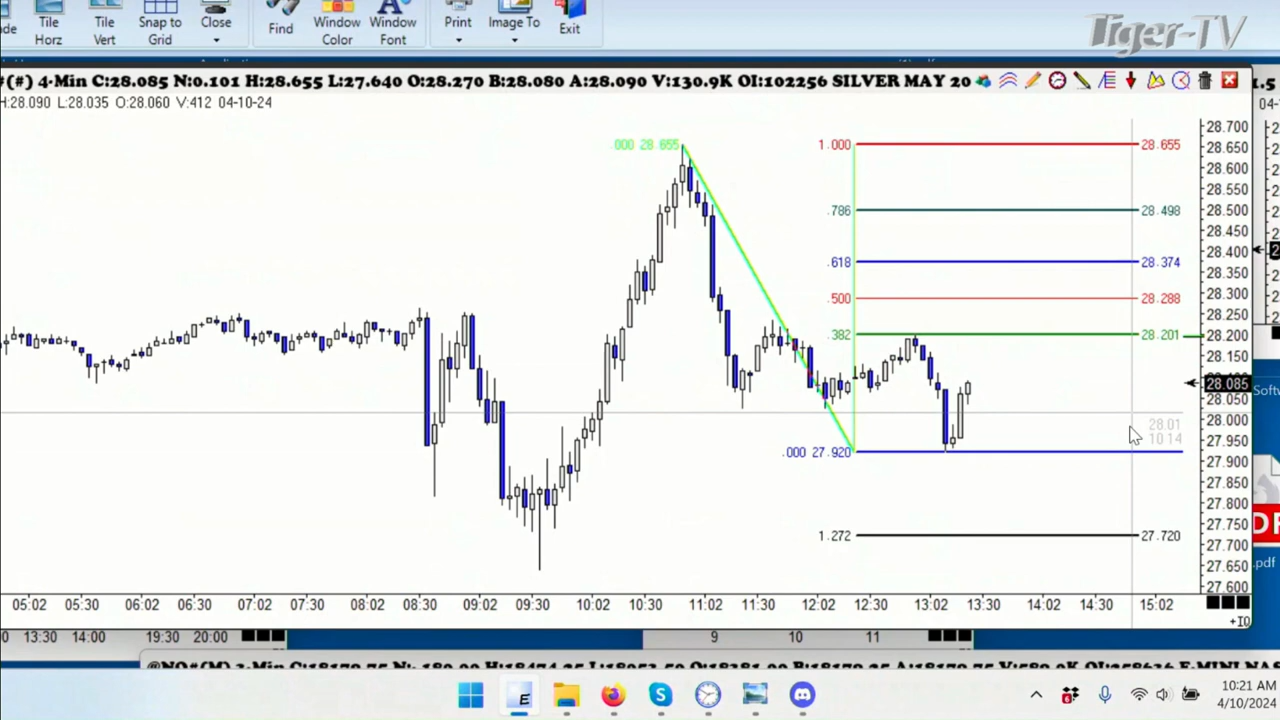 Tile Horz
Tile Vert
Snap to Grid
Close
Find
Window Color
Window Font
Print
Image To
Exit
Tiger-TV
(#) 4-Min C:28.085 N:0.101 H:28.655 L:27.640 O:28.270 B:28.080 A:28.090 V:130.9K OI:102256 SILVER MAY 20
H:28.090 L:28.035 O:28.060 V:412 04-10-24
.000 28.655
1.000 28.655
.786 28.498
.618 28.374
.500 28.288
.382 28.201
.000 27.920
1.272 27.720
28.01
10 14
28.700
28.650
28.600
28.550
28.500
28.450
28.400
28.350
28.300
28.250
28.200
28.150
28.085
28.050
28.000
27.950
27.900
27.850
27.800
27.750
27.700
27.650
27.600
05:02 05:30 06:02 06:30 07:02 07:30 08:02 08:30 09:02 09:30 10:02 10:30 11:02 11:30 12:02 12:30 13:02 13:30 14:02 14:30 15:02
+IO
13:30 14:00 19:30 20:00 9 10 11
.pdf
10:21 AM
4/10/2024